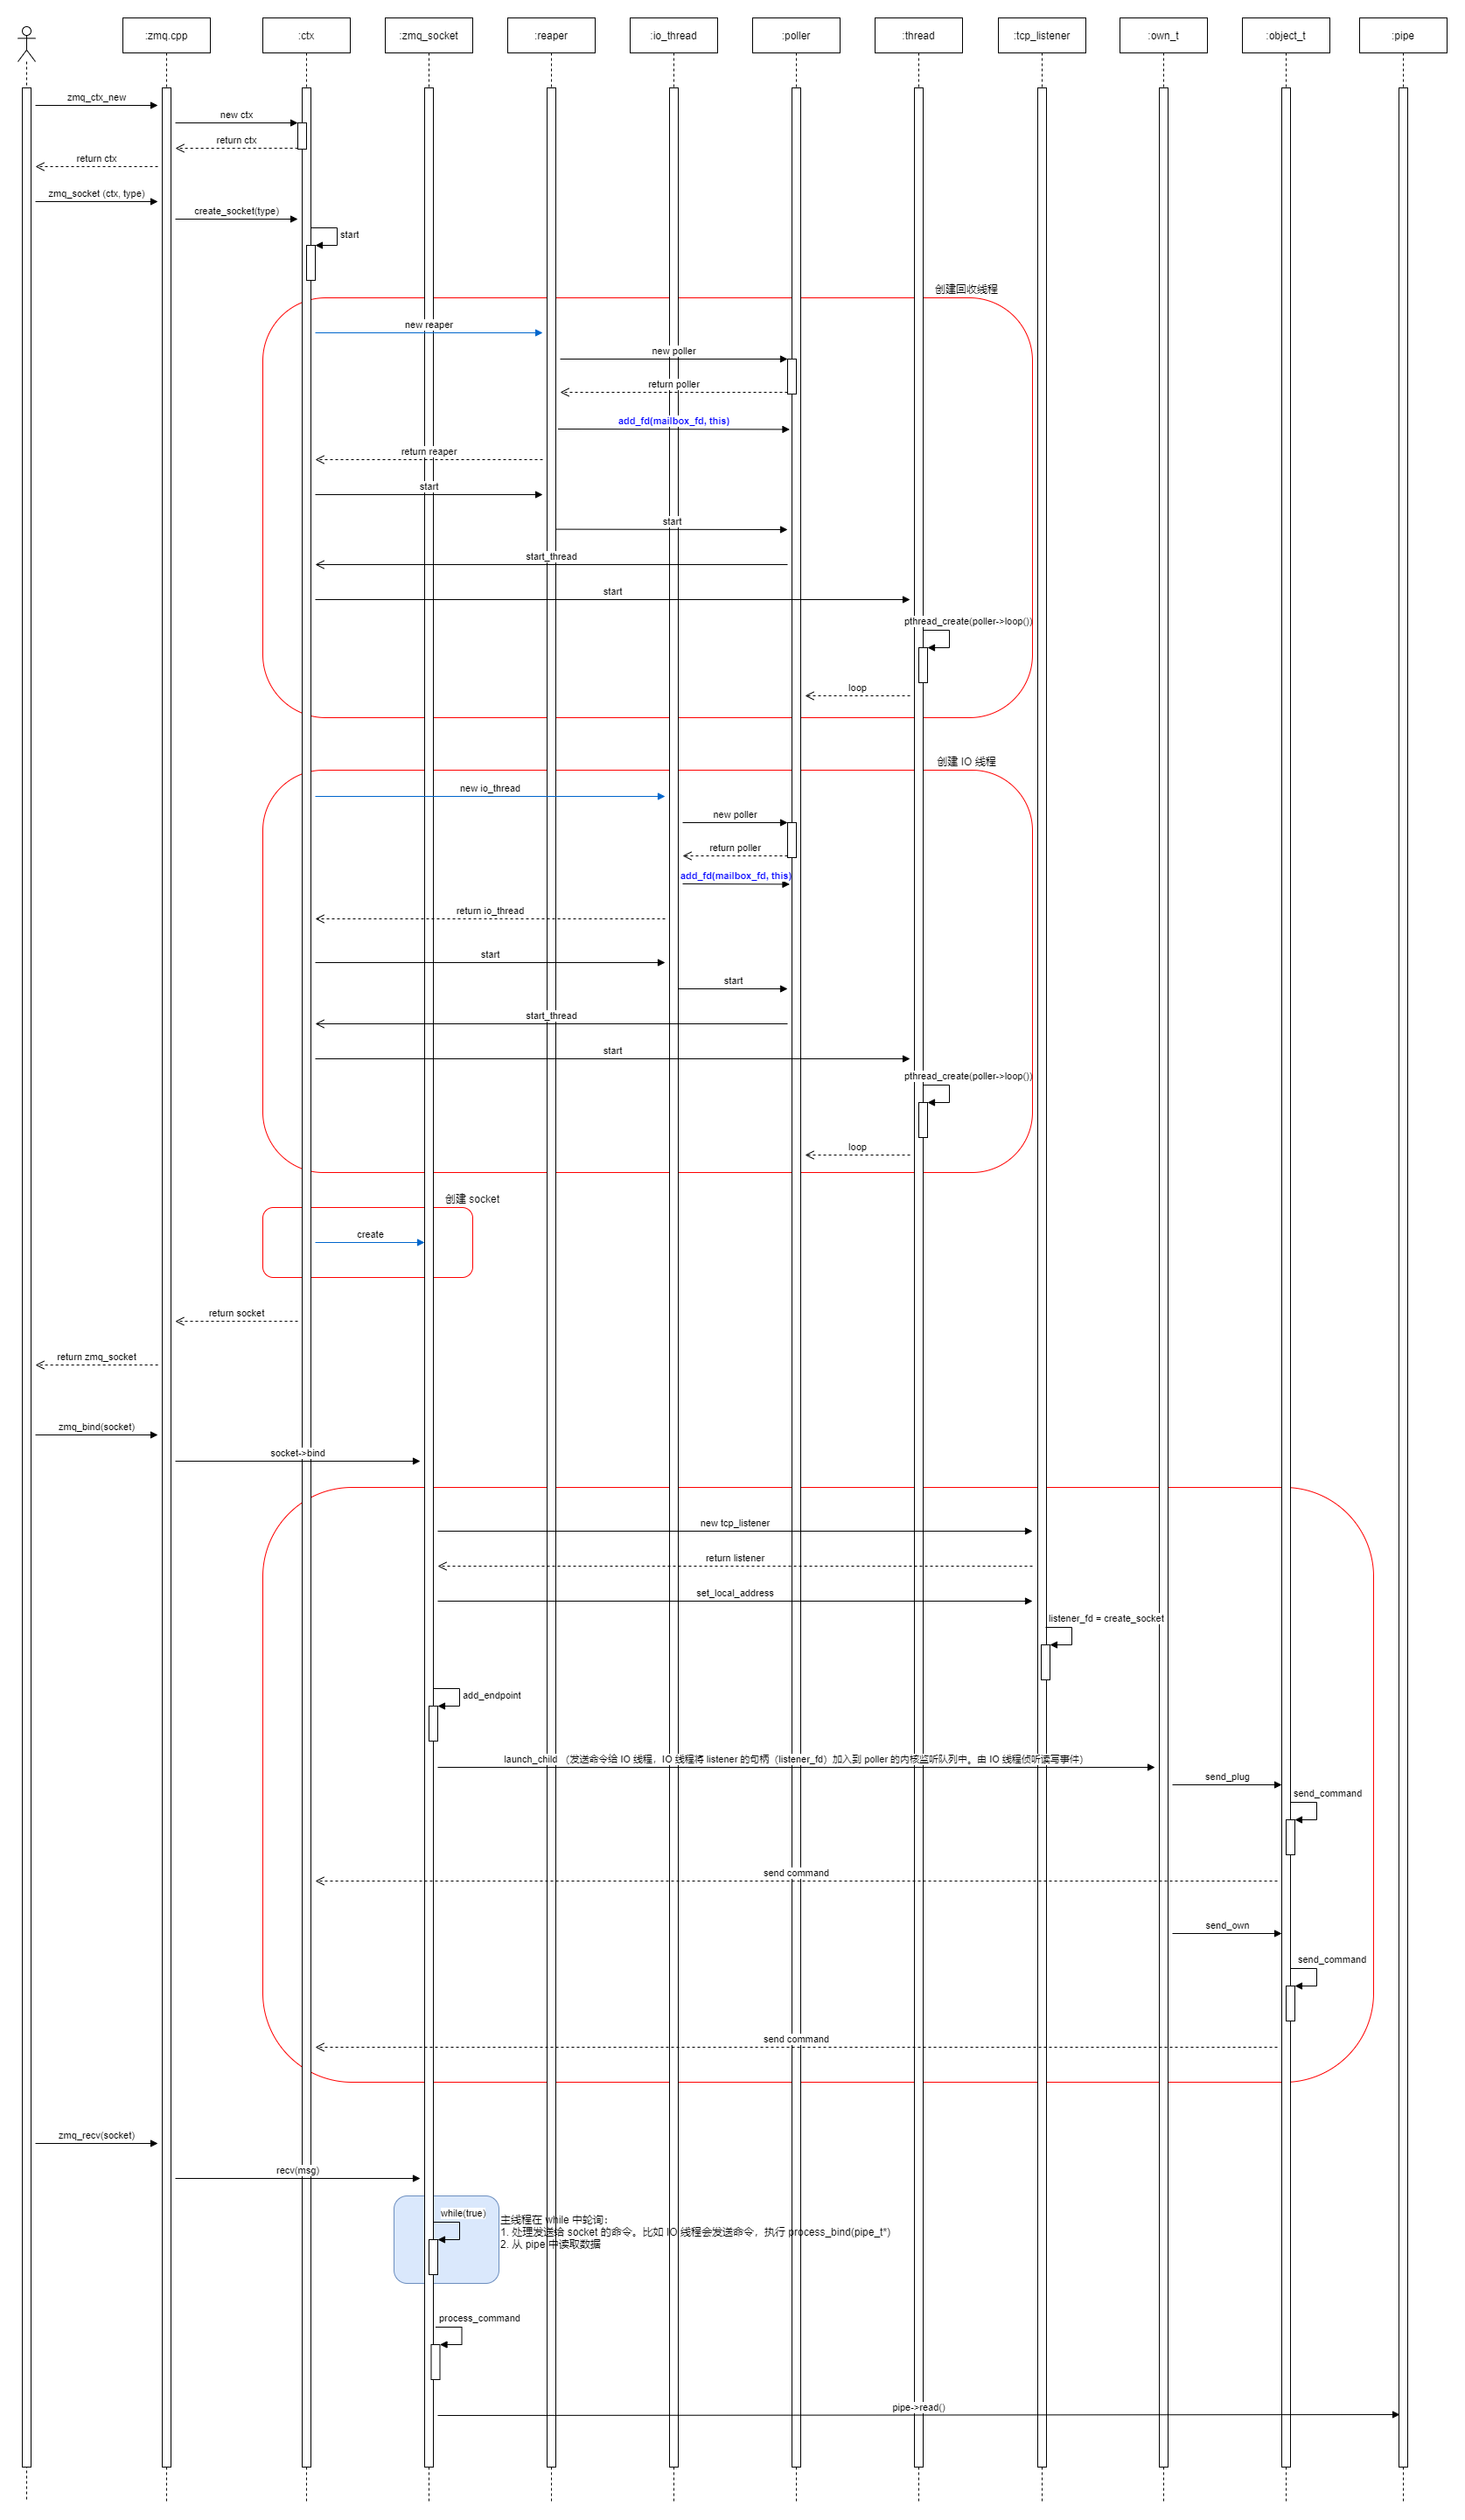 :zmq.cpp
:ctx
:zmq_socket
:reaper
:io_thread
:poller
:thread
:tcp_listener
:own_t
:object_t
:pipe
zmq_ctx_new
new ctx
return ctx
return ctx
zmq_socket (ctx, type)
create_socket(type)
start
创建回收线程
new reaper
new poller
return poller
add_fd(mailbox_fd, this)
return reaper
start
start
start_thread
start
pthread_create(poller->loop())
loop
创建 IO 线程
new io_thread
new poller
return poller
add_fd(mailbox_fd, this)
return io_thread
start
start
start_thread
start
pthread_create(poller->loop())
loop
创建 socket
create
return socket
return zmq_socket
zmq_bind(socket)
socket->bind
new tcp_listener
return listener
set_local_address
listener_fd = create_socket
add_endpoint
launch_child （发送命令给 IO 线程，IO 线程将 listener 的句柄（listener_fd）加入到 poller 的内核监听队列中。由 IO 线程侦听读写事件）
send_plug
send_command
send command
send_own
send_command
send command
zmq_recv(socket)
recv(msg)
while(true)
主线程在 while 中轮询：
1. 处理发送给 socket 的命令。比如 IO 线程会发送命令，执行 process_bind(pipe_t*)
2. 从 pipe 中读取数据
process_command
pipe->read()